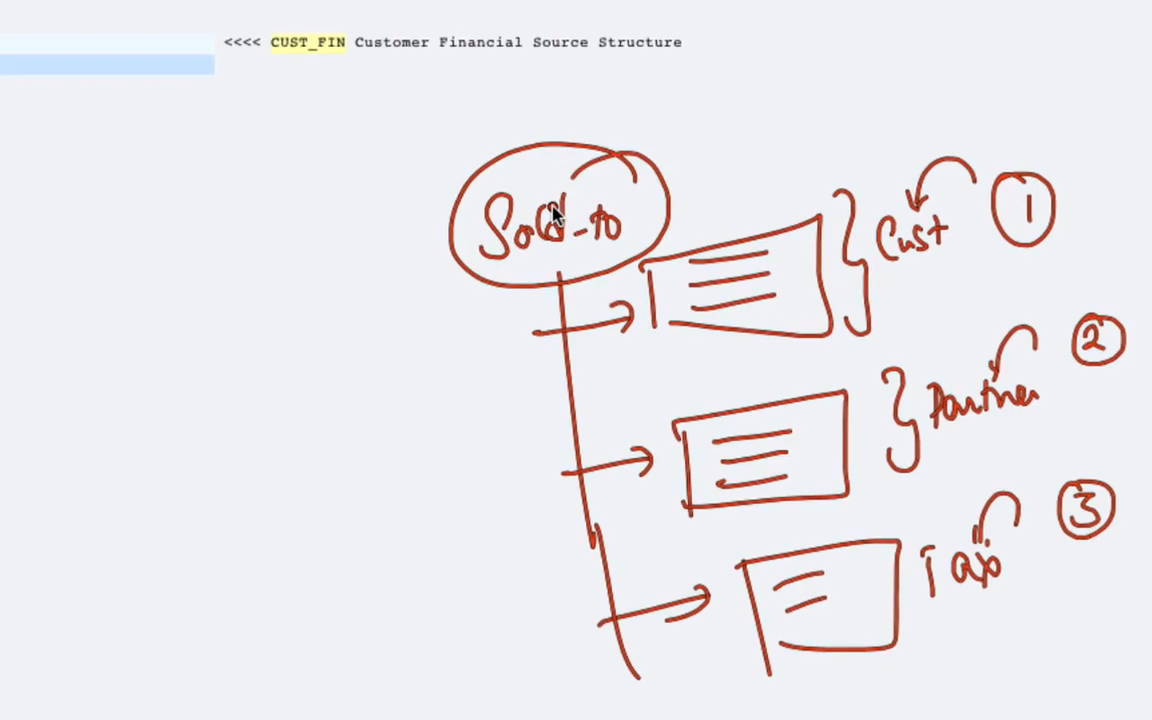 <<<< CUST_FIN Customer Financial Source Structure
Sold-to
Cust
1
Partner
2
Tax
3